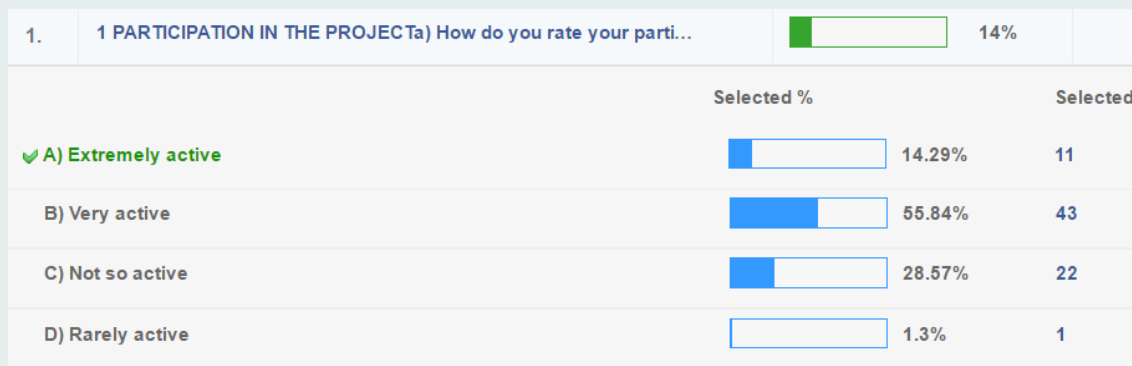 1. 1 PARTICIPATION IN THE PROJECTa) How do you rate your parti... 14%
Selected % Selected
A) Extremely active 14.29% 11
B) Very active 55.84% 43
C) Not so active 28.57% 22
D) Rarely active 1.3% 1